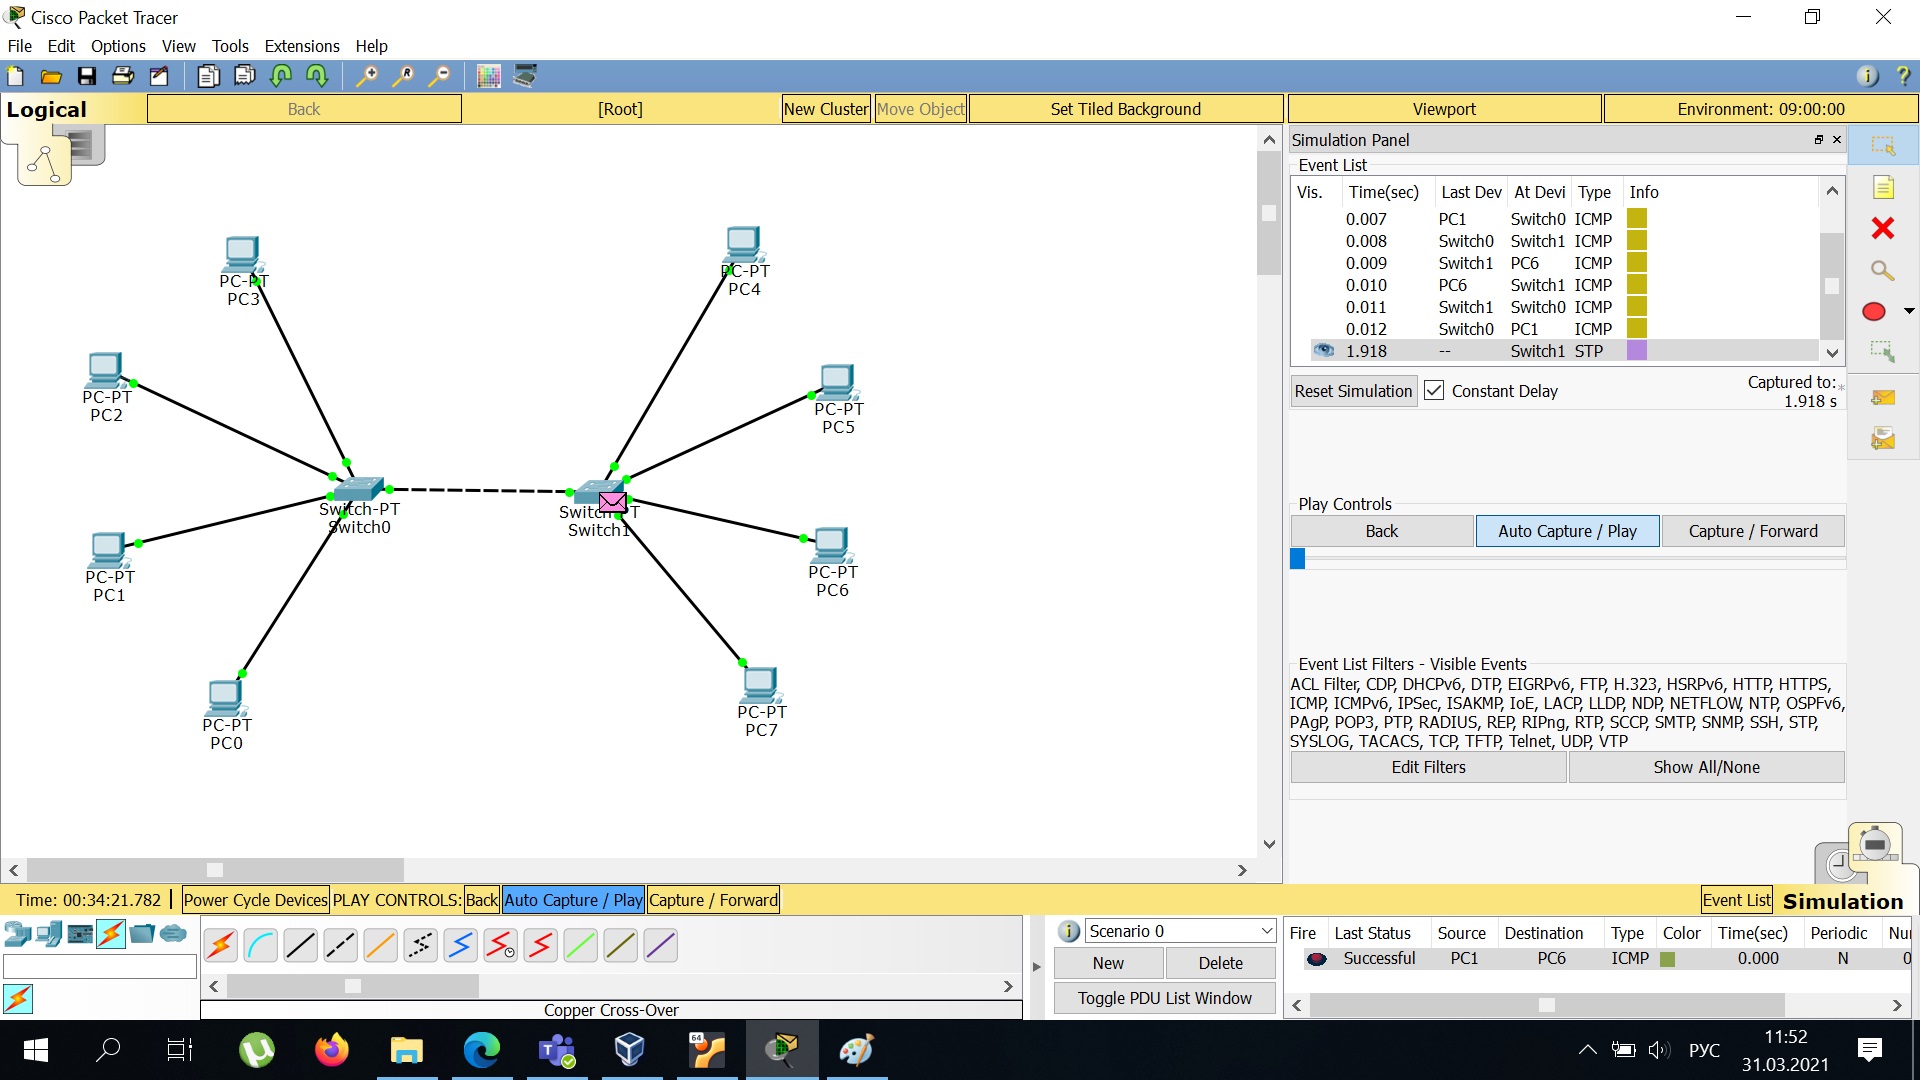 Cisco Packet Tracer
File Edit Options View Tools Extensions Help
Logical Back [Root] New Cluster Move Object Set Tiled Background Viewport Environment: 09:00:00
PC-PT
PC3
PC-PT
PC4
PC-PT
PC2
PC-PT
PC5
Switch-PT
Switch0
Switch1
PC-PT
PC1
PC-PT
PC6
PC-PT
PC0
PC-PT
PC7
Simulation Panel
Event List
Vis. Time(sec) Last Dev At Devi Type Info
0.007 PC1 Switch0 ICMP
0.008 Switch0 Switch1 ICMP
0.009 Switch1 PC6 ICMP
0.010 PC6 Switch1 ICMP
0.011 Switch1 Switch0 ICMP
0.012 Switch0 PC1 ICMP
1.918 -- Switch1 STP
Reset Simulation Constant Delay Captured to:*
1.918 s
Play Controls
Back Auto Capture / Play Capture / Forward
Event List Filters - Visible Events
ACL Filter, CDP, DHCPv6, DTP, EIGRPv6, FTP, H.323, HSRPv6, HTTP, HTTPS,
ICMP, ICMPv6, IPSec, ISAKMP, IoE, LACP, LLDP, NDP, NETFLOW, NTP, OSPFv6,
PAgP, POP3, PTP, RADIUS, REP, RIPng, RTP, SCCP, SMTP, SNMP, SSH, STP,
SYSLOG, TACACS, TCP, TFTP, Telnet, UDP, VTP
Edit Filters Show All/None
Time: 00:34:21.782 Power Cycle Devices PLAY CONTROLS: Back Auto Capture / Play Capture / Forward Event List Simulation
Copper Cross-Over
Scenario 0
New Delete
Toggle PDU List Window
Fire Last Status Source Destination Type Color Time(sec) Periodic Nu
Successful PC1 PC6 ICMP 0.000 N 0
64
РУС
11:52
31.03.2021